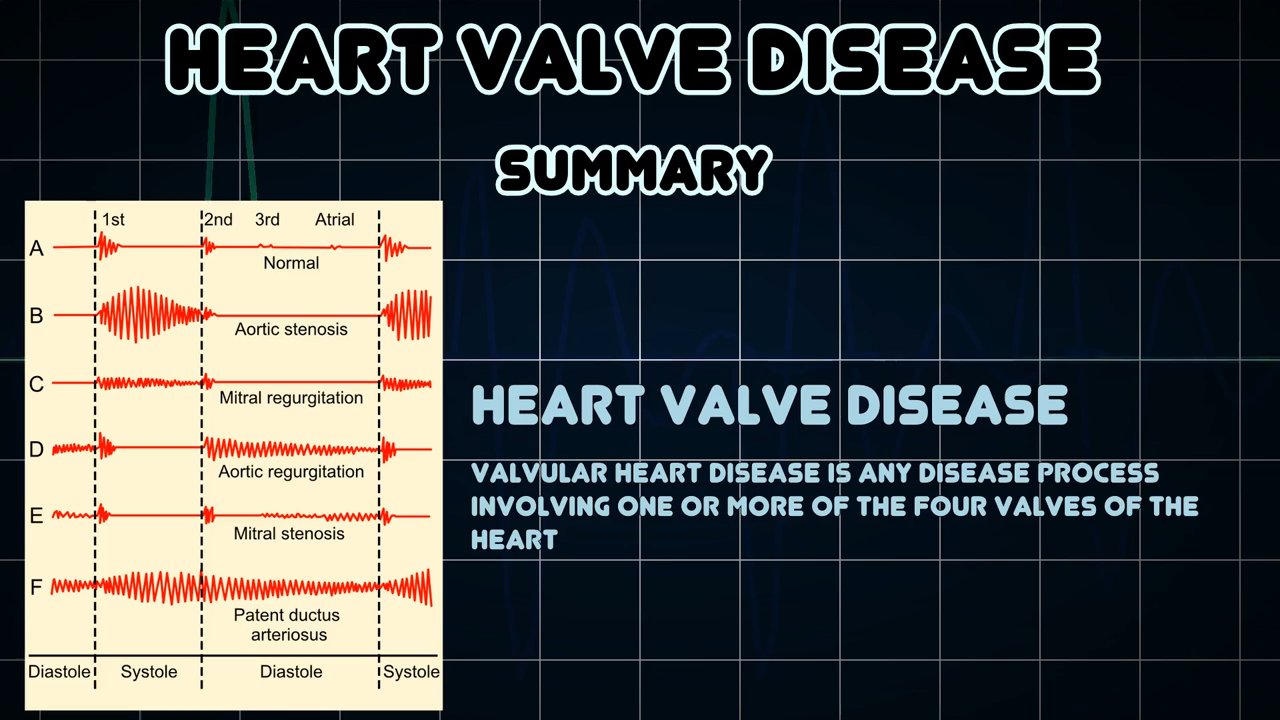 HEART VALVE DISEASE
SUMMARY
1st 2nd 3rd Atrial
A
Normal
B
Aortic stenosis
C
Mitral regurgitation
D
Aortic regurgitation
E
Mitral stenosis
F
Patent ductus
arteriosus
Diastole Systole Diastole Systole
HEART VALVE DISEASE
VALVULAR HEART DISEASE IS ANY DISEASE PROCESS
INVOLVING ONE OR MORE OF THE FOUR VALVES OF THE
HEART